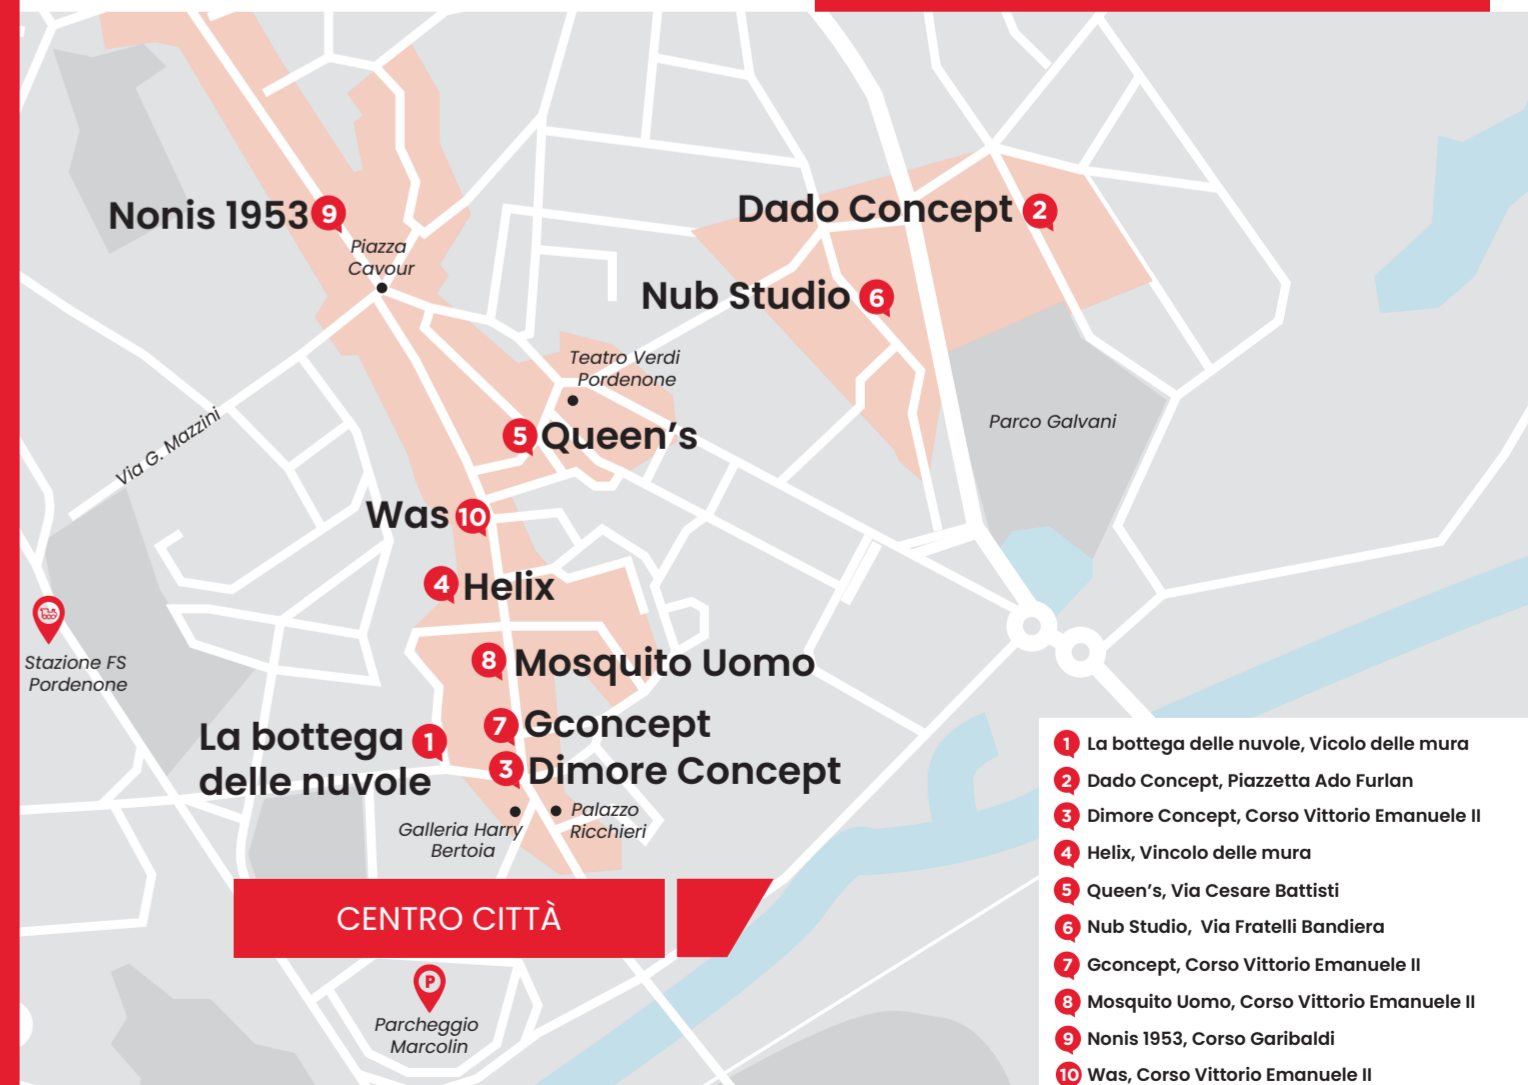 Nonis 1953 9
Piazza
Cavour
Dado Concept 2
Nub Studio 6
Teatro Verdi
Pordenone
Parco Galvani
Via G. Mazzini
5 Queen's
Was 10
4 Helix
Stazione FS
Pordenone
8 Mosquito Uomo
7 Gconcept
La bottega 1
delle nuvole
3 Dimore Concept
Palazzo
Ricchieri
Galleria Harry
Bertoia
CENTRO CITTÀ
P
Parcheggio
Marcolin
1 La bottega delle nuvole, Vicolo delle mura
2 Dado Concept, Piazzetta Ado Furlan
3 Dimore Concept, Corso Vittorio Emanuele II
4 Helix, Vincolo delle mura
5 Queen's, Via Cesare Battisti
6 Nub Studio, Via Fratelli Bandiera
7 Gconcept, Corso Vittorio Emanuele II
8 Mosquito Uomo, Corso Vittorio Emanuele II
9 Nonis 1953, Corso Garibaldi
10 Was, Corso Vittorio Emanuele II